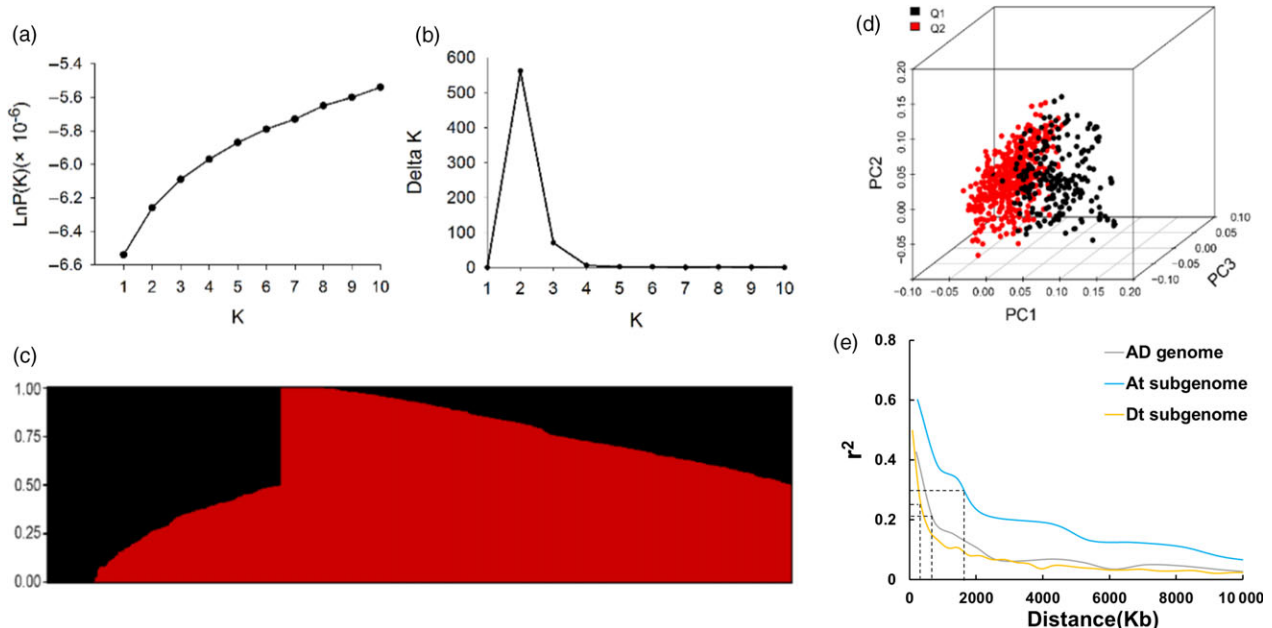 (a)
−5.4
−5.6
−5.8
−6.0
−6.2
−6.4
−6.6
LnP(K)(× 10⁻⁶)
1 2 3 4 5 6 7 8 9 10
K
(b)
600
500
400
300
200
100
0
Delta K
1 2 3 4 5 6 7 8 9 10
K
(c)
1.00
0.75
0.50
0.25
0.00
(d)
Q1
Q2
0.20
0.15
0.10
0.05
0.00
−0.05
PC2
−0.10 0.00 0.05 0.10 0.15 0.20
PC1
−0.10
−0.05
0.00
0.05
0.10
PC3
(e)
0.8
0.6
0.4
0.2
0
r²
AD genome
At subgenome
Dt subgenome
0 2000 4000 6000 8000 10 000
Distance(Kb)